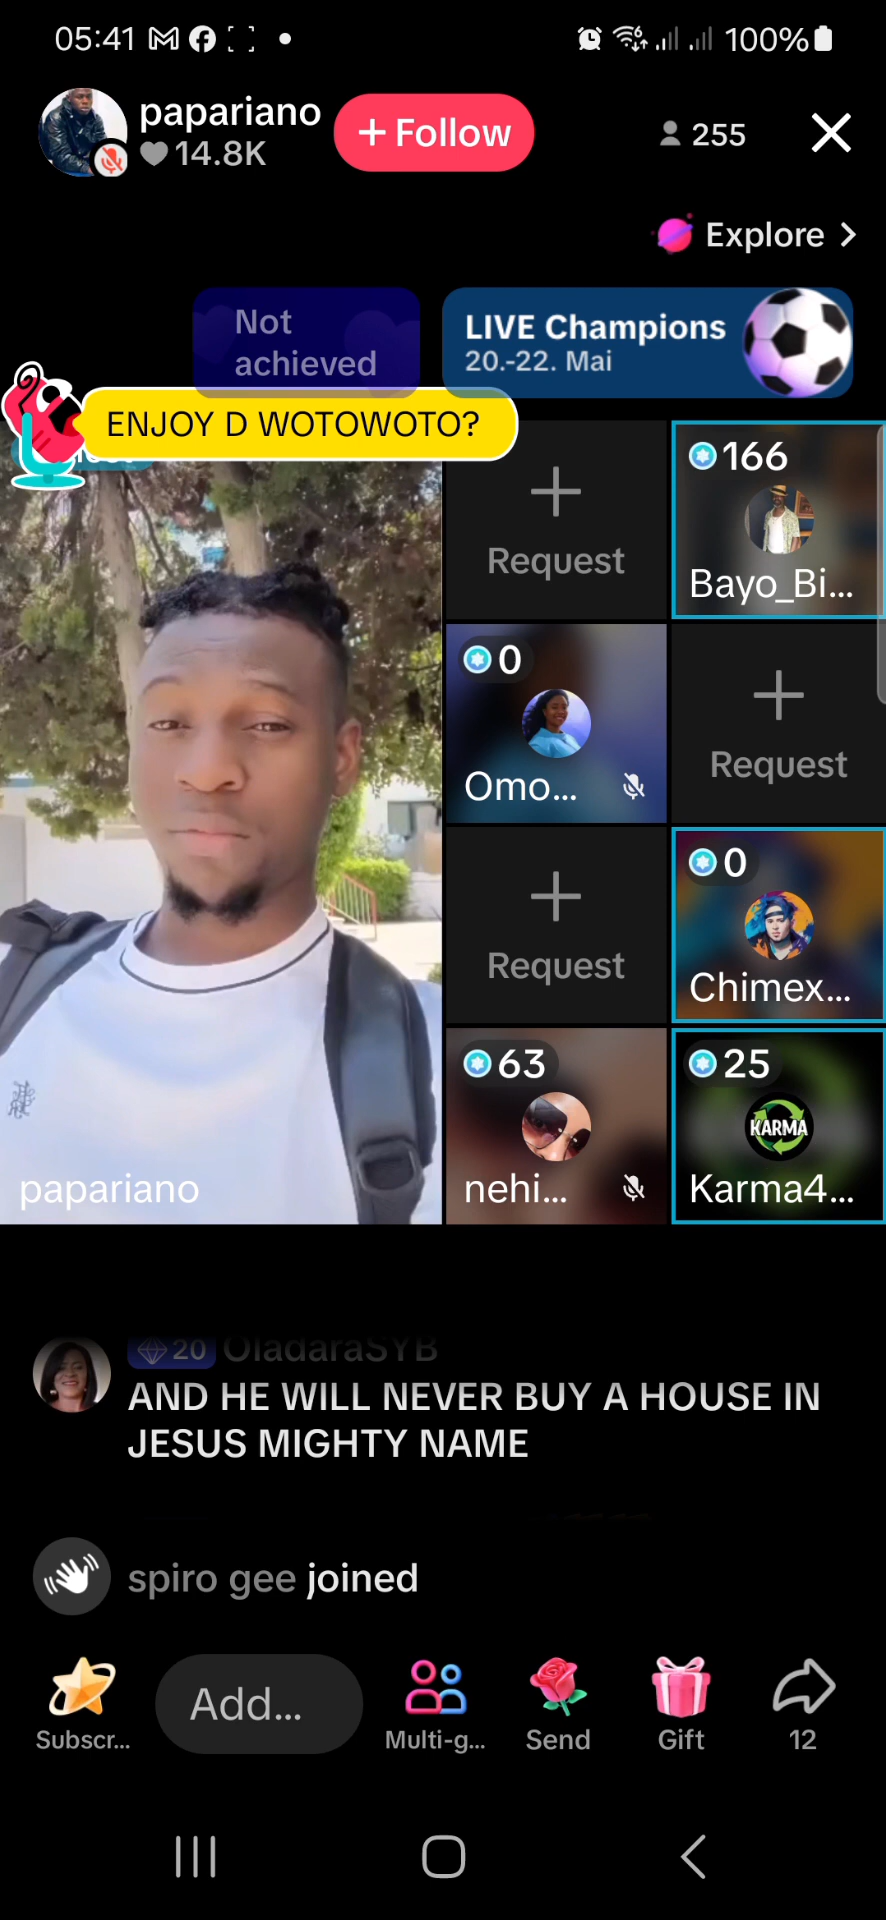 05:41
100%
papariano
14.8K
+ Follow
255
Explore
Not
achieved
LIVE Champions
20.-22. Mai
ENJOY D WOTOWOTO?
Request
166
Bayo_Bi...
0
Omo...
Request
Request
0
Chimex...
papariano
63
nehi...
25
KARMA
Karma4...
20 OladaraSYB
AND HE WILL NEVER BUY A HOUSE IN
JESUS MIGHTY NAME
spiro gee joined
Subscr...
Add...
Multi-g...
Send
Gift
12